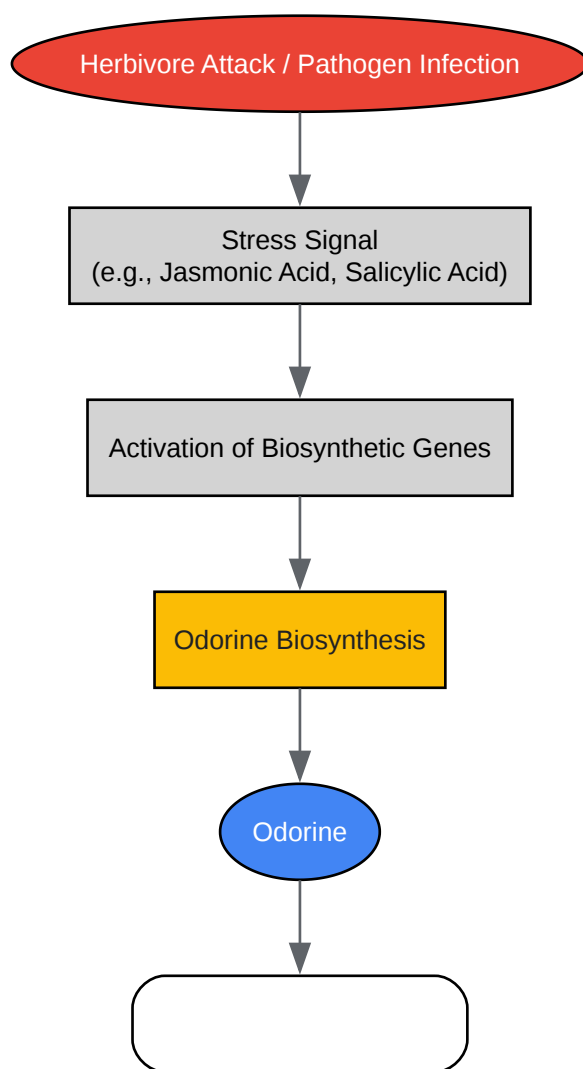 Herbivore Attack / Pathogen Infection
Stress Signal
(e.g., Jasmonic Acid, Salicylic Acid)
Activation of Biosynthetic Genes
Odorine Biosynthesis
Odorine